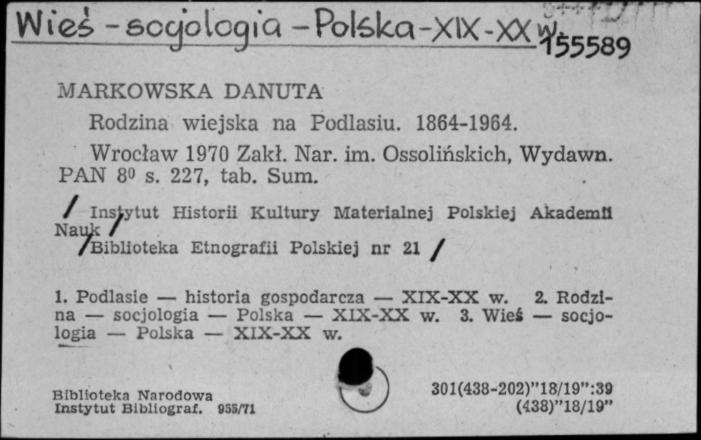 Wieś - socjologia - Polska - XIX - XX w.
155589
MARKOWSKA DANUTA
Rodzina wiejska na Podlasiu. 1864-1964.
Wrocław 1970 Zakł. Nar. im. Ossolińskich, Wydawn.
PAN 8⁰ s. 227, tab. Sum.
/ Instytut Historii Kultury Materialnej Polskiej Akademii
Nauk /
/Biblioteka Etnografii Polskiej nr 21 /
1. Podlasie — historia gospodarcza — XIX-XX w. 2. Rodzi-
na — socjologia — Polska — XIX-XX w. 3. Wieś — socjo-
logia — Polska — XIX-XX w.
Biblioteka Narodowa
Instytut Bibliograf. 955/71
301(438-202)"18/19":39
(438)"18/19"